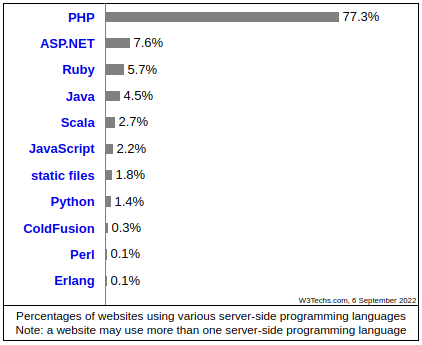 PHP 77.3%
ASP.NET 7.6%
Ruby 5.7%
Java 4.5%
Scala 2.7%
JavaScript 2.2%
static files 1.8%
Python 1.4%
ColdFusion 0.3%
Perl 0.1%
Erlang 0.1%
W3Techs.com, 6 September 2022
Percentages of websites using various server-side programming languages
Note: a website may use more than one server-side programming language